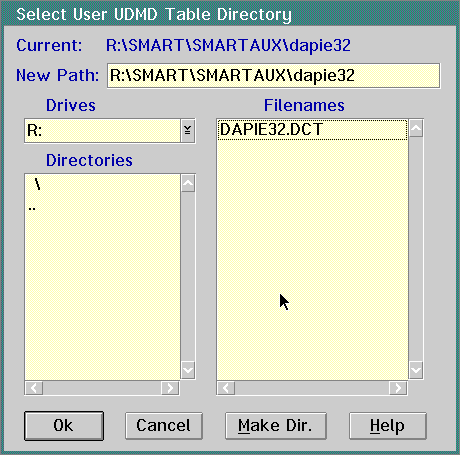 Select User UDMD Table Directory
Current: R:\SMART\SMARTAUX\dapie32
New Path: R:\SMART\SMARTAUX\dapie32
Drives
Filenames
R:
DAPIE32.DCT
Directories
\
..
Ok Cancel Make Dir. Help